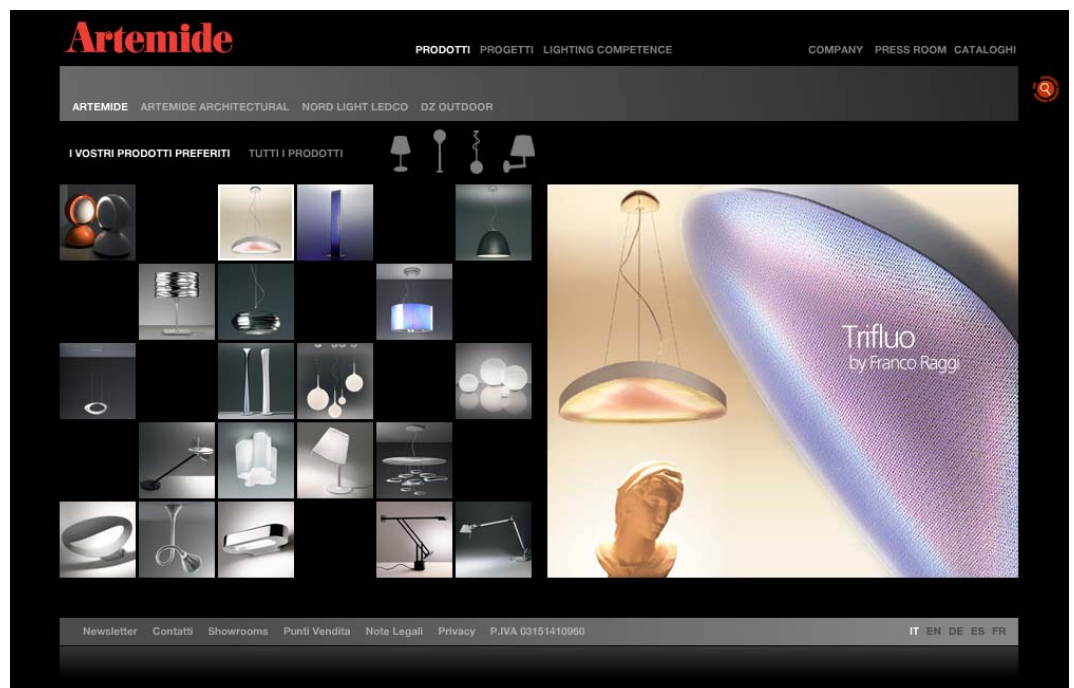 Artemide
PRODOTTI PROGETTI LIGHTING COMPETENCE COMPANY PRESS ROOM CATALOGHI
ARTEMIDE ARTEMIDE ARCHITECTURAL NORD LIGHT LEDCO DZ OUTDOOR
I VOSTRI PRODOTTI PREFERITI TUTTI I PRODOTTI
Trifluo
by Franco Raggi
Newsletter Contatti Showrooms Punti Vendita Note Legali Privacy P.IVA 03151410960 IT EN DE ES FR